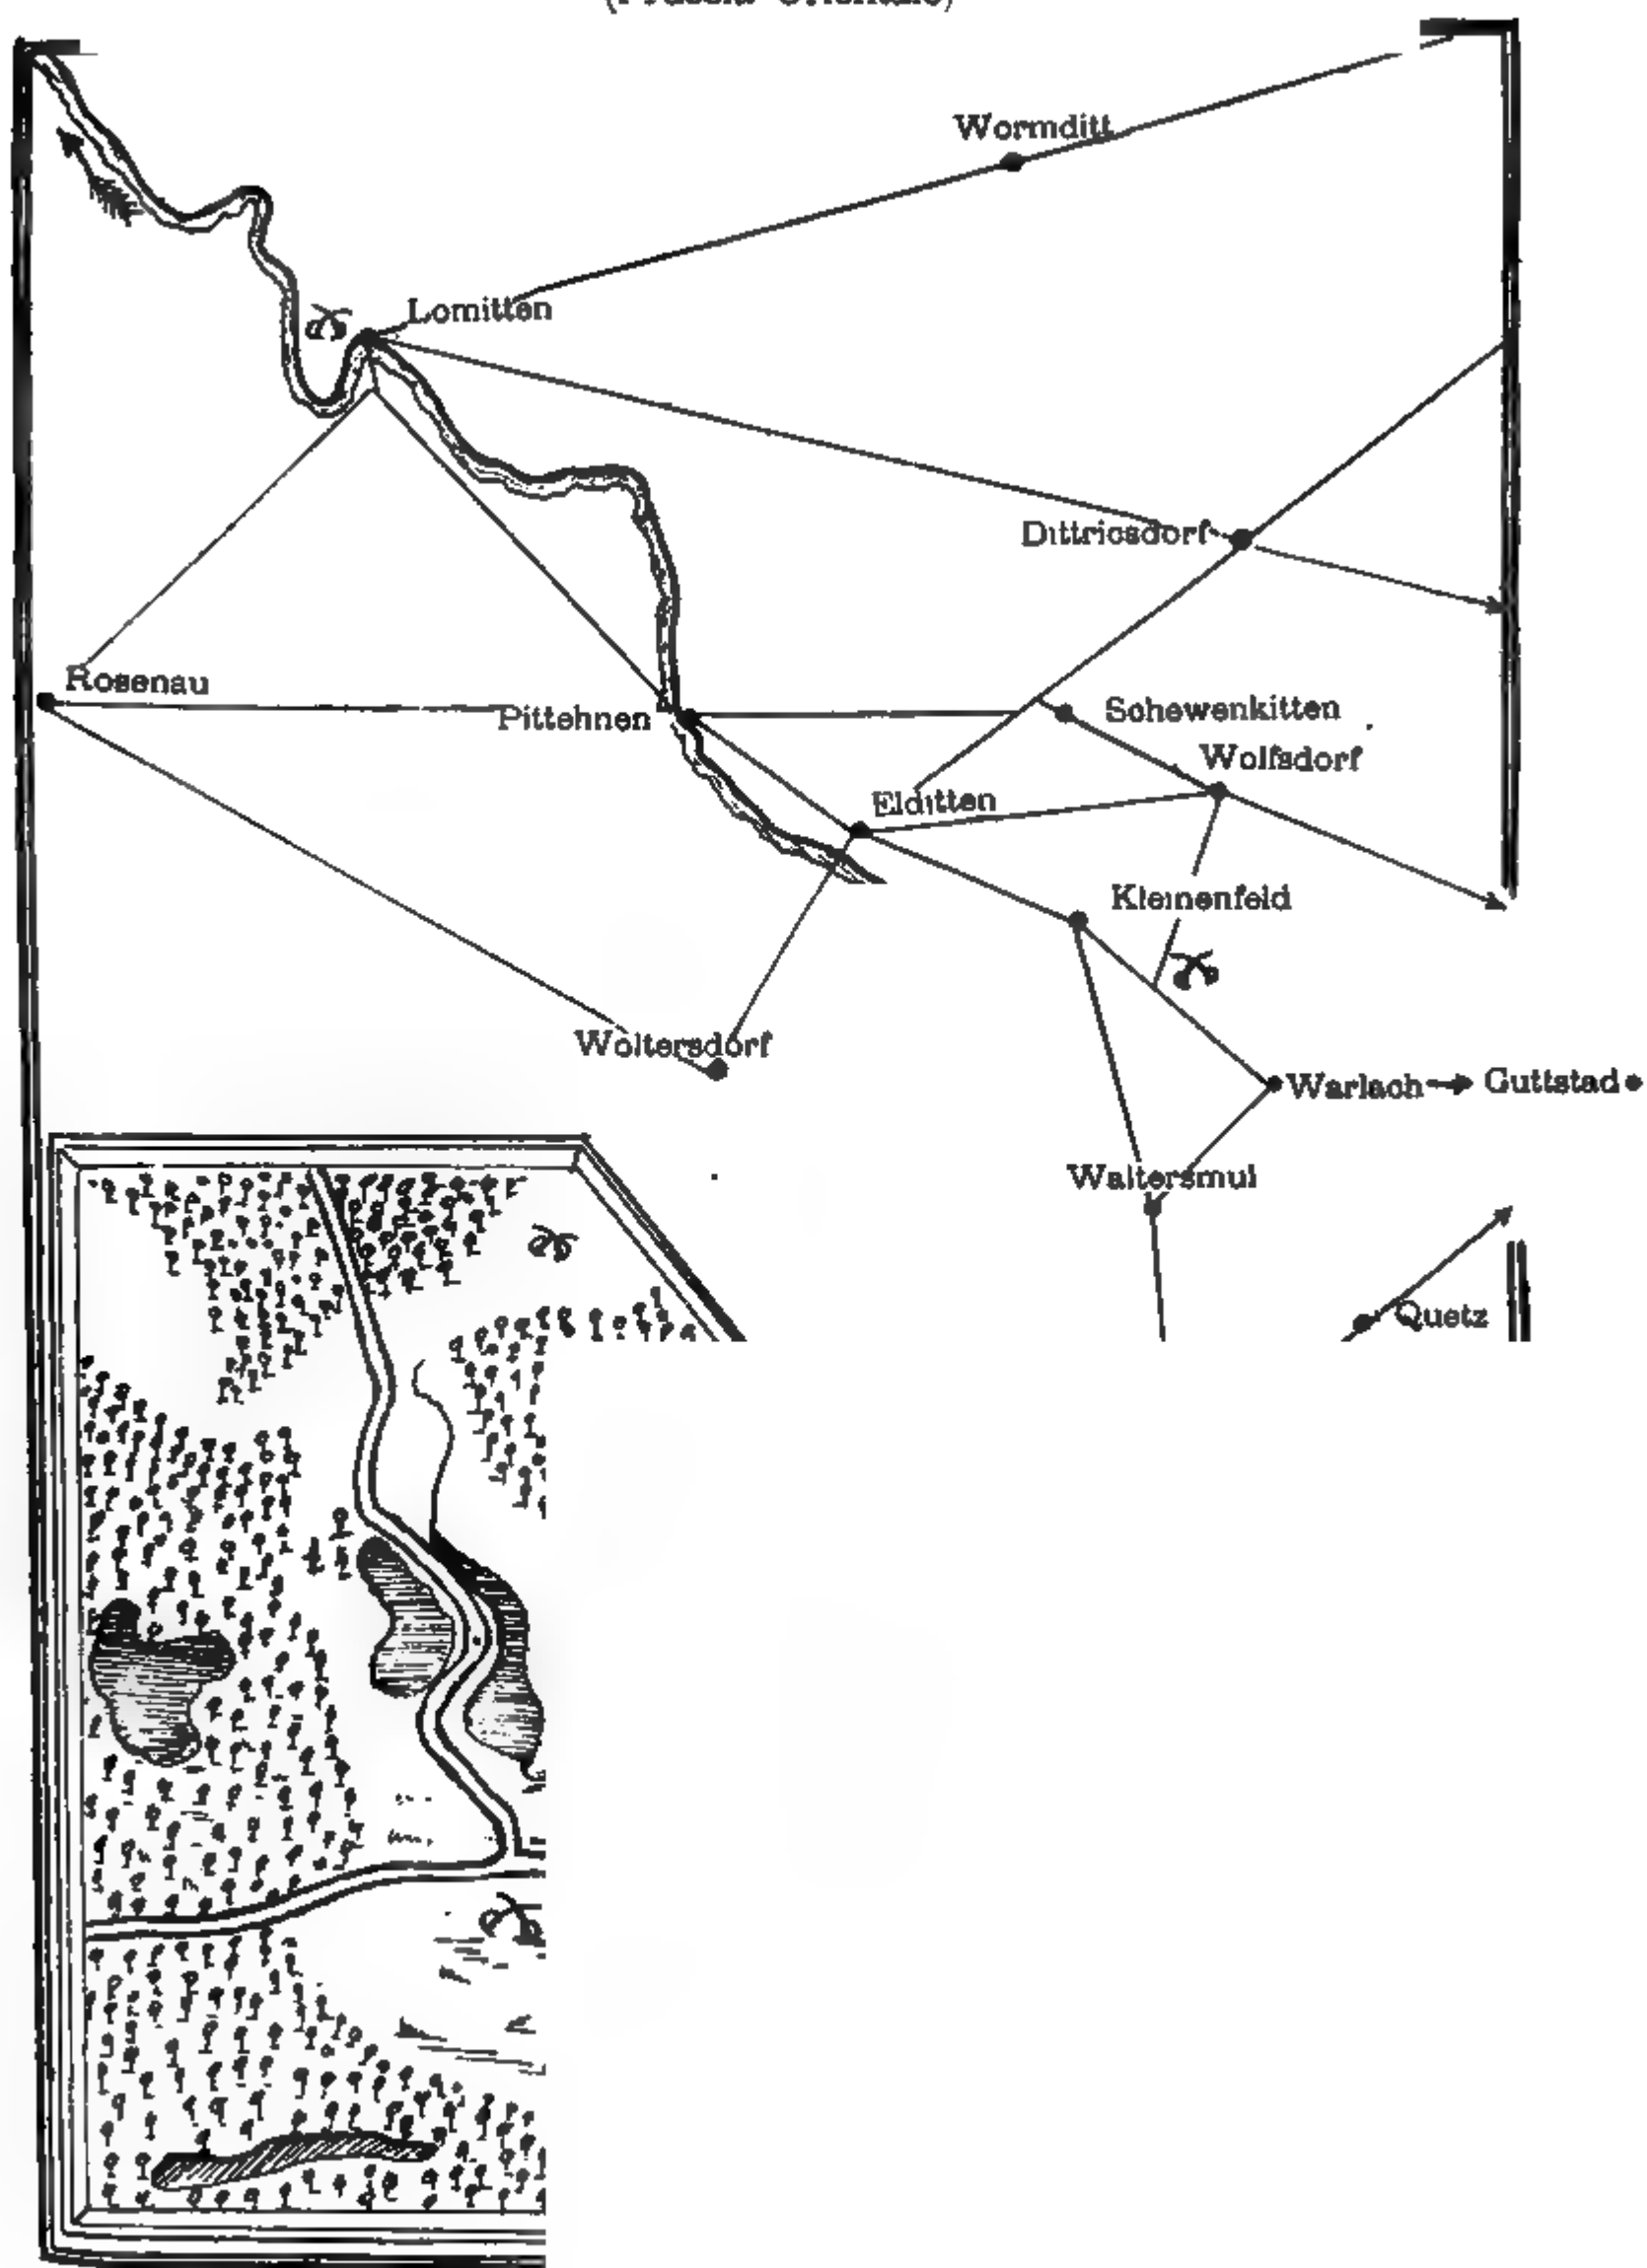 Wormditt
Lomitten
Dittricsdorf
Rosenau
Pittehnen
Schewenkitten
Wolfsdorf
Elditten
Kleinenfeld
Woltersdorf
Warlach Guttstad
Waltersmul
Quetz